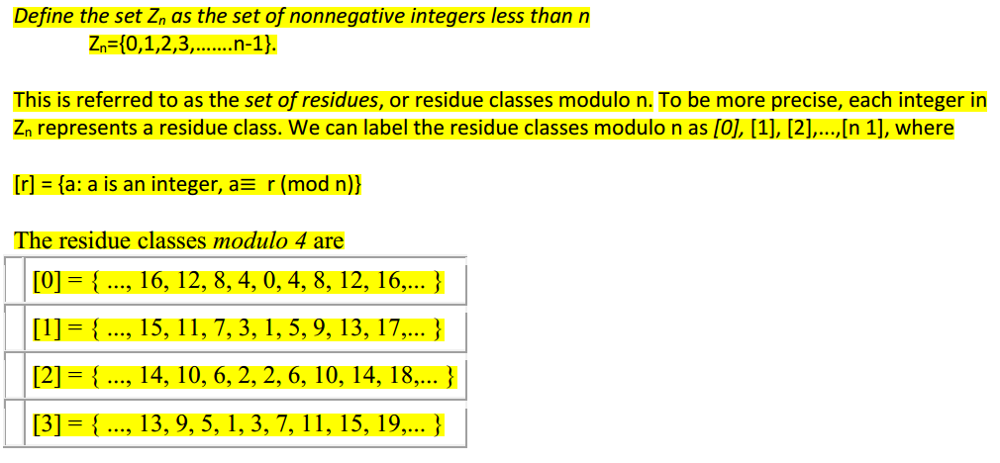 Define the set Zn as the set of nonnegative integers less than n
Zn={0,1,2,3,.......n-1}.
This is referred to as the set of residues, or residue classes modulo n. To be more precise, each integer in
Zn represents a residue class. We can label the residue classes modulo n as [0], [1], [2],...,[n 1], where
[r] = {a: a is an integer, a≡ r (mod n)}
The residue classes modulo 4 are
[0] = { ..., 16, 12, 8, 4, 0, 4, 8, 12, 16,... }
[1] = { ..., 15, 11, 7, 3, 1, 5, 9, 13, 17,... }
[2] = { ..., 14, 10, 6, 2, 2, 6, 10, 14, 18,... }
[3] = { ..., 13, 9, 5, 1, 3, 7, 11, 15, 19,... }